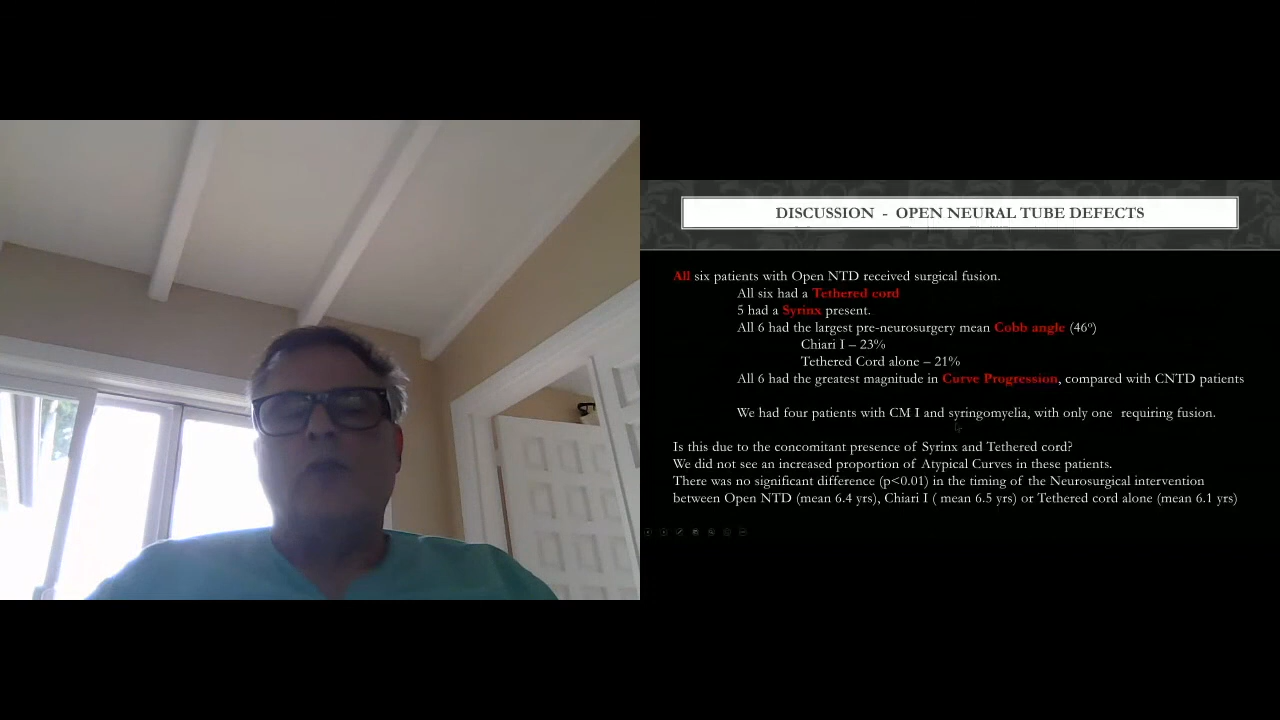 DISCUSSION - OPEN NEURAL TUBE DEFECTS
All six patients with Open NTD received surgical fusion.
All six had a Tethered cord
5 had a Syrinx present.
All 6 had the largest pre-neurosurgery mean Cobb angle (46º)
Chiari I – 23%
Tethered Cord alone – 21%
All 6 had the greatest magnitude in Curve Progression, compared with CNTD patients
We had four patients with CM I and syringomyelia, with only one requiring fusion.
Is this due to the concomitant presence of Syrinx and Tethered cord?
We did not see an increased proportion of Atypical Curves in these patients.
There was no significant difference (p<0.01) in the timing of the Neurosurgical intervention
between Open NTD (mean 6.4 yrs), Chiari I ( mean 6.5 yrs) or Tethered cord alone (mean 6.1 yrs)